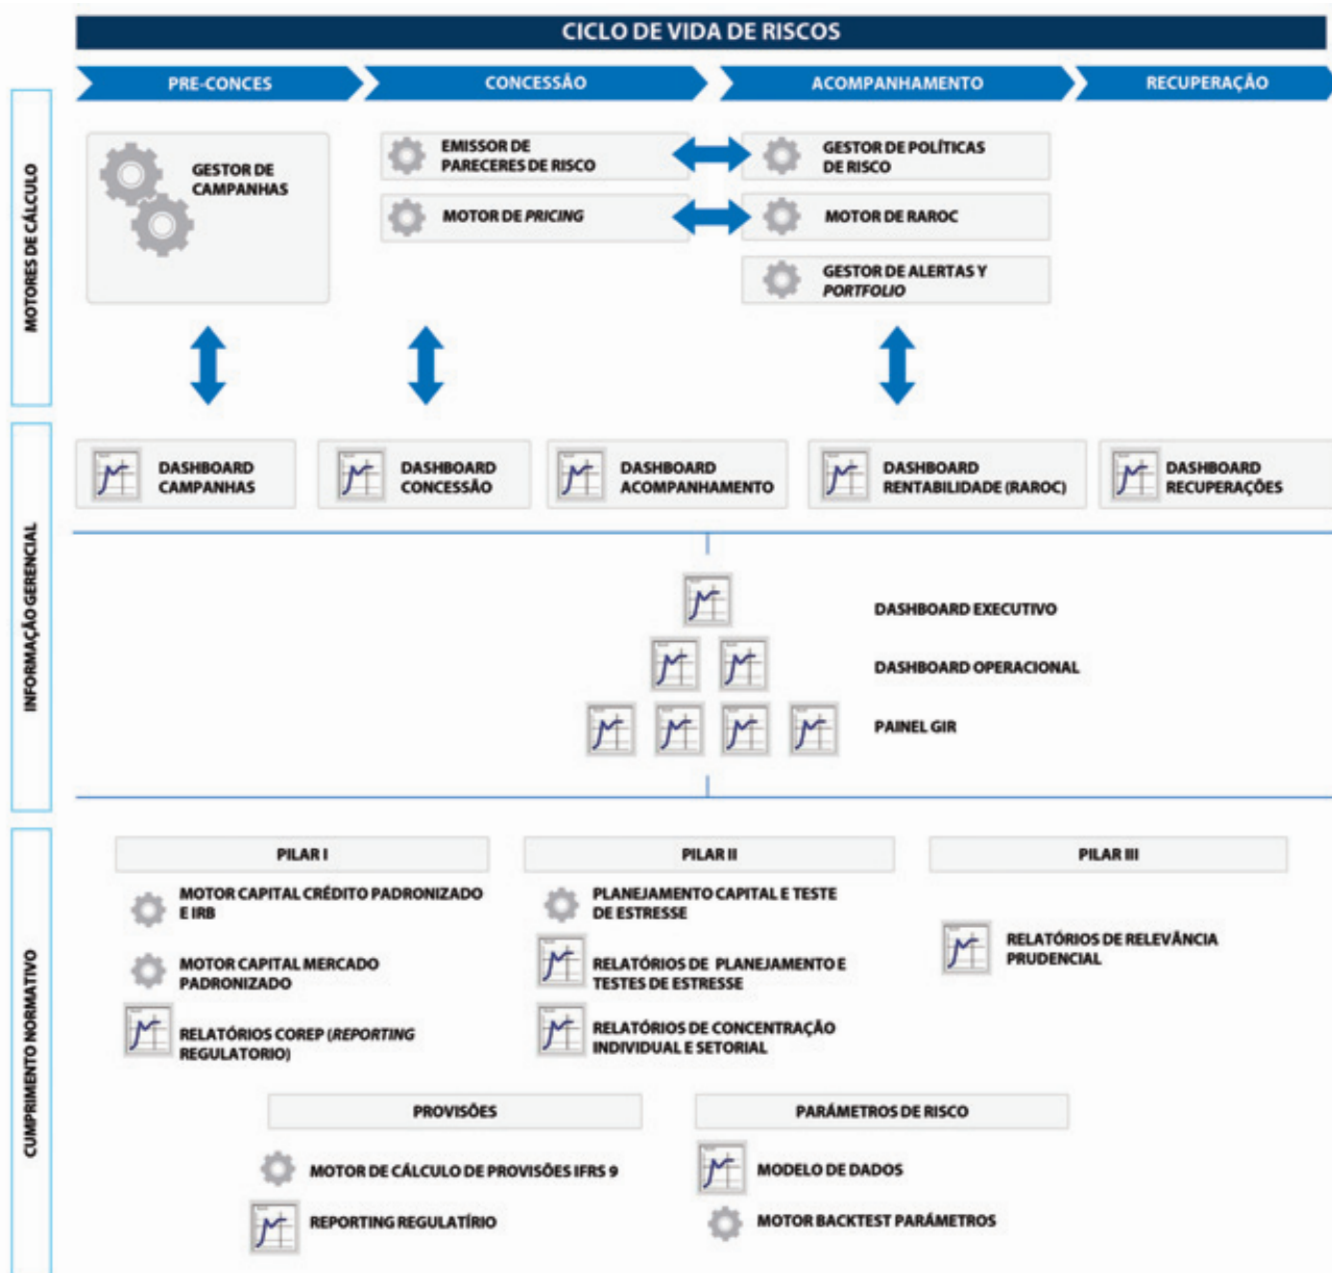 CICLO DE VIDA DE RISCOS
PRE-CONCES
CONCESSÃO
ACOMPANHAMENTO
RECUPERAÇÃO
MOTORES DE CÁLCULO
GESTOR DE
CAMPANHAS
EMISSOR DE
PARECERES DE RISCO
GESTOR DE POLÍTICAS
DE RISCO
MOTOR DE PRICING
MOTOR DE RAROC
GESTOR DE ALERTAS Y
PORTFOLIO
INFORMAÇÃO GERENCIAL
DASHBOARD
CAMPANHAS
DASHBOARD
CONCESSÃO
DASHBOARD
ACOMPANHAMENTO
DASHBOARD
RENTABILIDADE (RAROC)
DASHBOARD
RECUPERAÇÕES
DASHBOARD EXECUTIVO
DASHBOARD OPERACIONAL
PAINEL GIR
CUMPRIMENTO NORMATIVO
PILAR I
MOTOR CAPITAL CRÉDITO PADRONIZADO
E IRB
MOTOR CAPITAL MERCADO
PADRONIZADO
RELATÓRIOS COREP (REPORTING
REGULATORIO)
PILAR II
PLANEJAMENTO CAPITAL E TESTE
DE ESTRESSE
RELATÓRIOS DE PLANEJAMENTO E
TESTES DE ESTRESSE
RELATÓRIOS DE CONCENTRAÇÃO
INDIVIDUAL E SETORIAL
PILAR III
RELATÓRIOS DE RELEVÂNCIA
PRUDENCIAL
PROVISÕES
MOTOR DE CÁLCULO DE PROVISÕES IFRS 9
REPORTING REGULATÍRIO
PARÁMETROS DE RISCO
MODELO DE DADOS
MOTOR BACKTEST PARÁMETROS